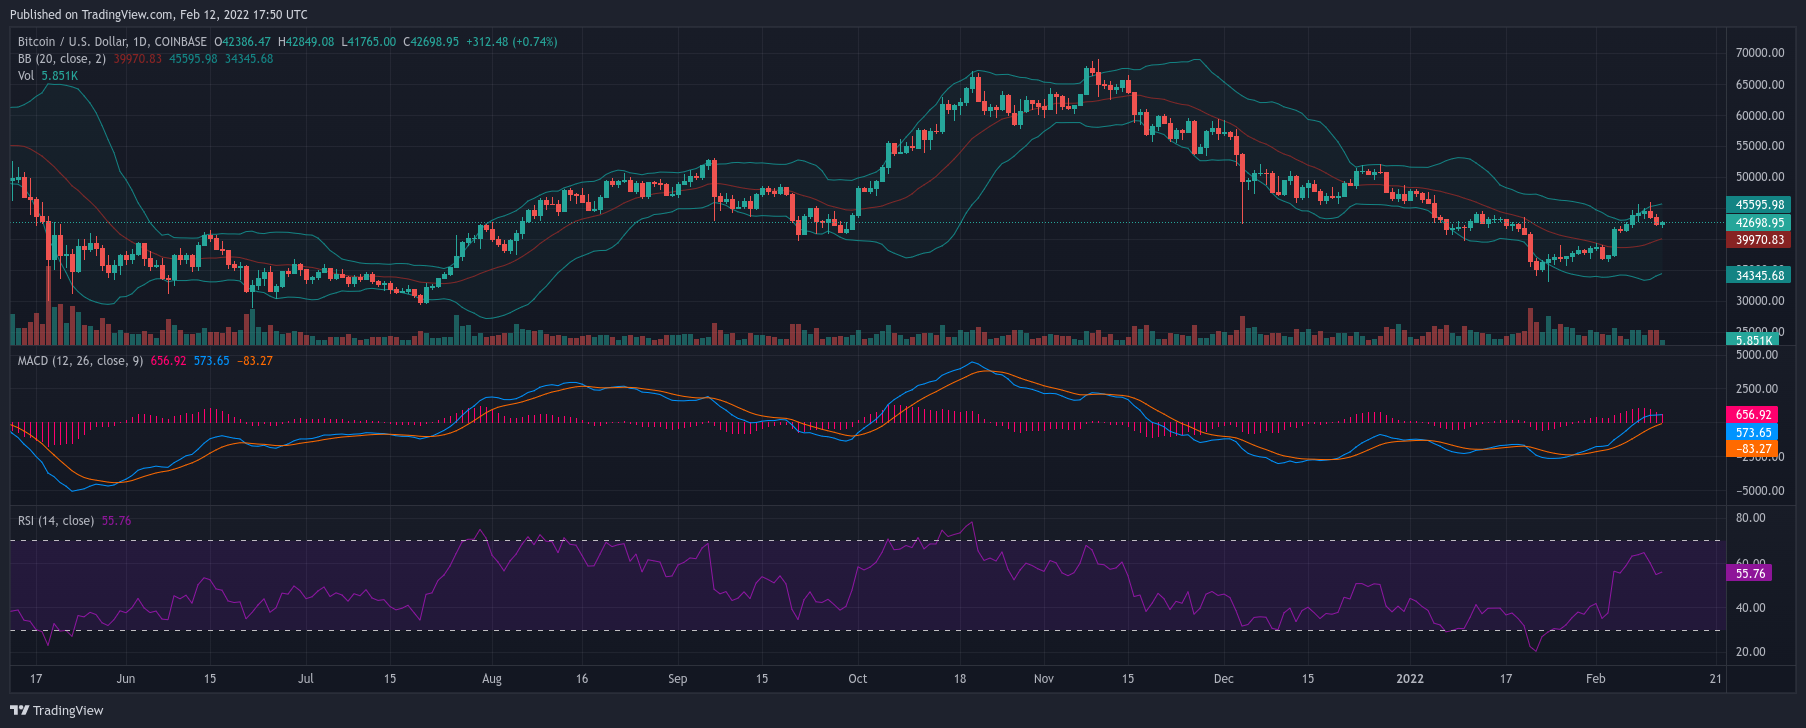 Published on TradingView.com, Feb 12, 2022 17:50 UTC
Bitcoin / U.S. Dollar, 1D, COINBASE O42386.47 H42849.08 L41765.00 C42698.95 +312.48 (+0.74%)
BB (20, close, 2) 39970.83 45595.98 34345.68
Vol 5.851K
70000.00
65000.00
60000.00
55000.00
50000.00
45595.98
42698.95
39970.83
34345.68
30000.00
25000.00
5.851K
MACD (12, 26, close, 9) 656.92 573.65 −83.27
5000.00
2500.00
656.92
573.65
−83.27
−2500.00
−5000.00
RSI (14, close) 55.76
80.00
60.00
55.76
40.00
20.00
17 Jun 15 Jul 15 Aug 16 Sep 15 Oct 18 Nov 15 Dec 15 2022 17 Feb 21
TradingView